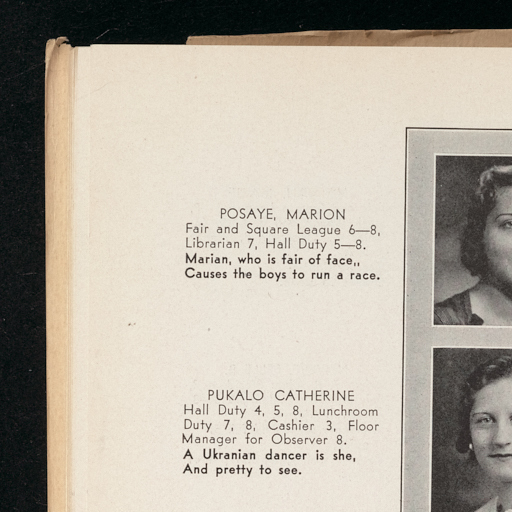 POSAYE, MARION
Fair and Square League 6—8,
Librarian 7, Hall Duty 5—8.
Marian, who is fair of face,,
Causes the boys to run a race.
PUKALO CATHERINE
Hall Duty 4, 5, 8, Lunchroom
Duty 7, 8, Cashier 3, Floor
Manager for Observer 8.
A Ukranian dancer is she,
And pretty to see.